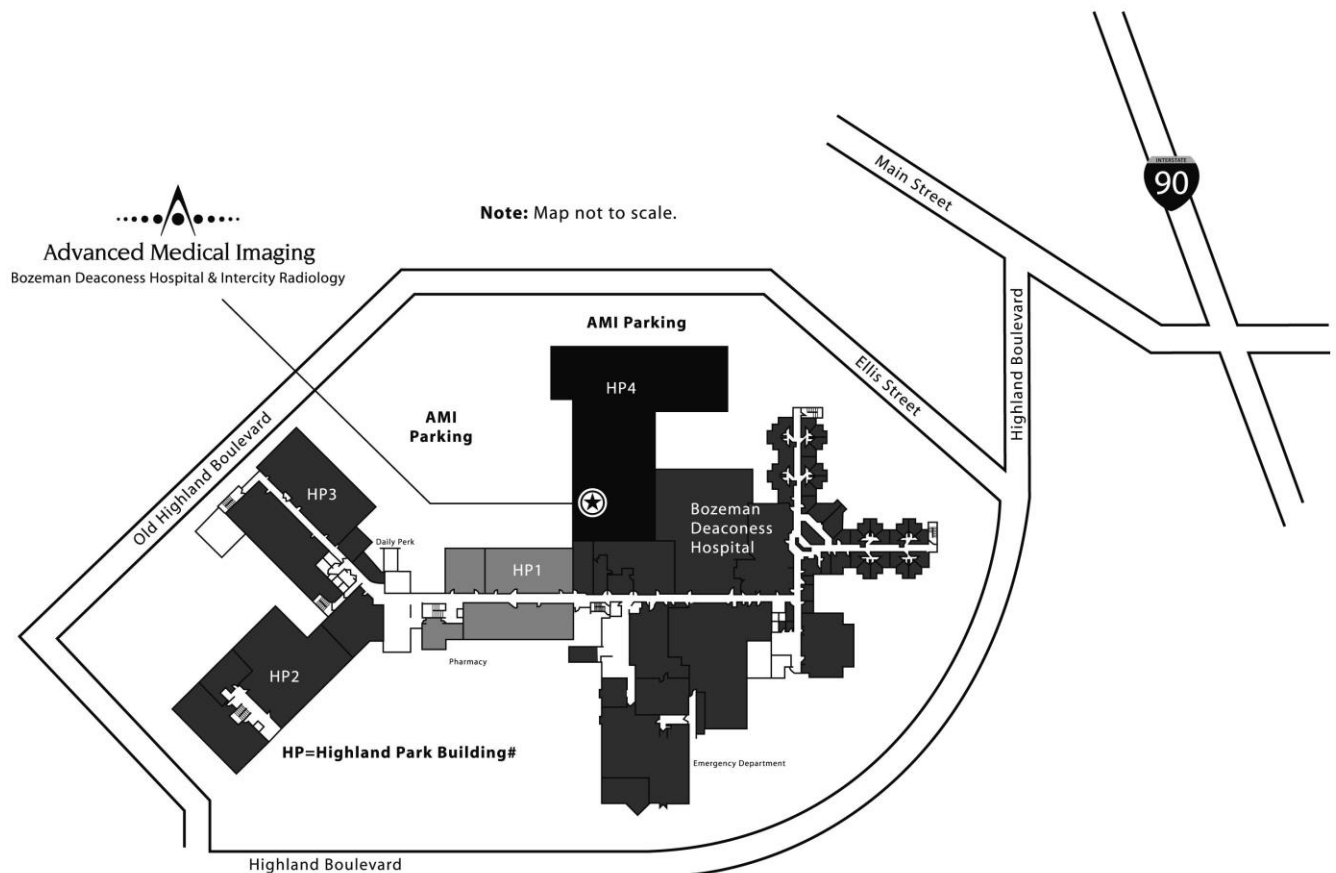 INTERSTATE
90
Main Street
Note: Map not to scale.
Advanced Medical Imaging
Bozeman Deaconess Hospital & Intercity Radiology
Highland Boulevard
AMI Parking
Ellis Street
HP4
AMI
Parking
Old Highland Boulevard
HP3
Bozeman
Deaconess
Hospital
Daily Perk
HP1
Pharmacy
HP2
HP=Highland Park Building#
Emergency Department
Highland Boulevard